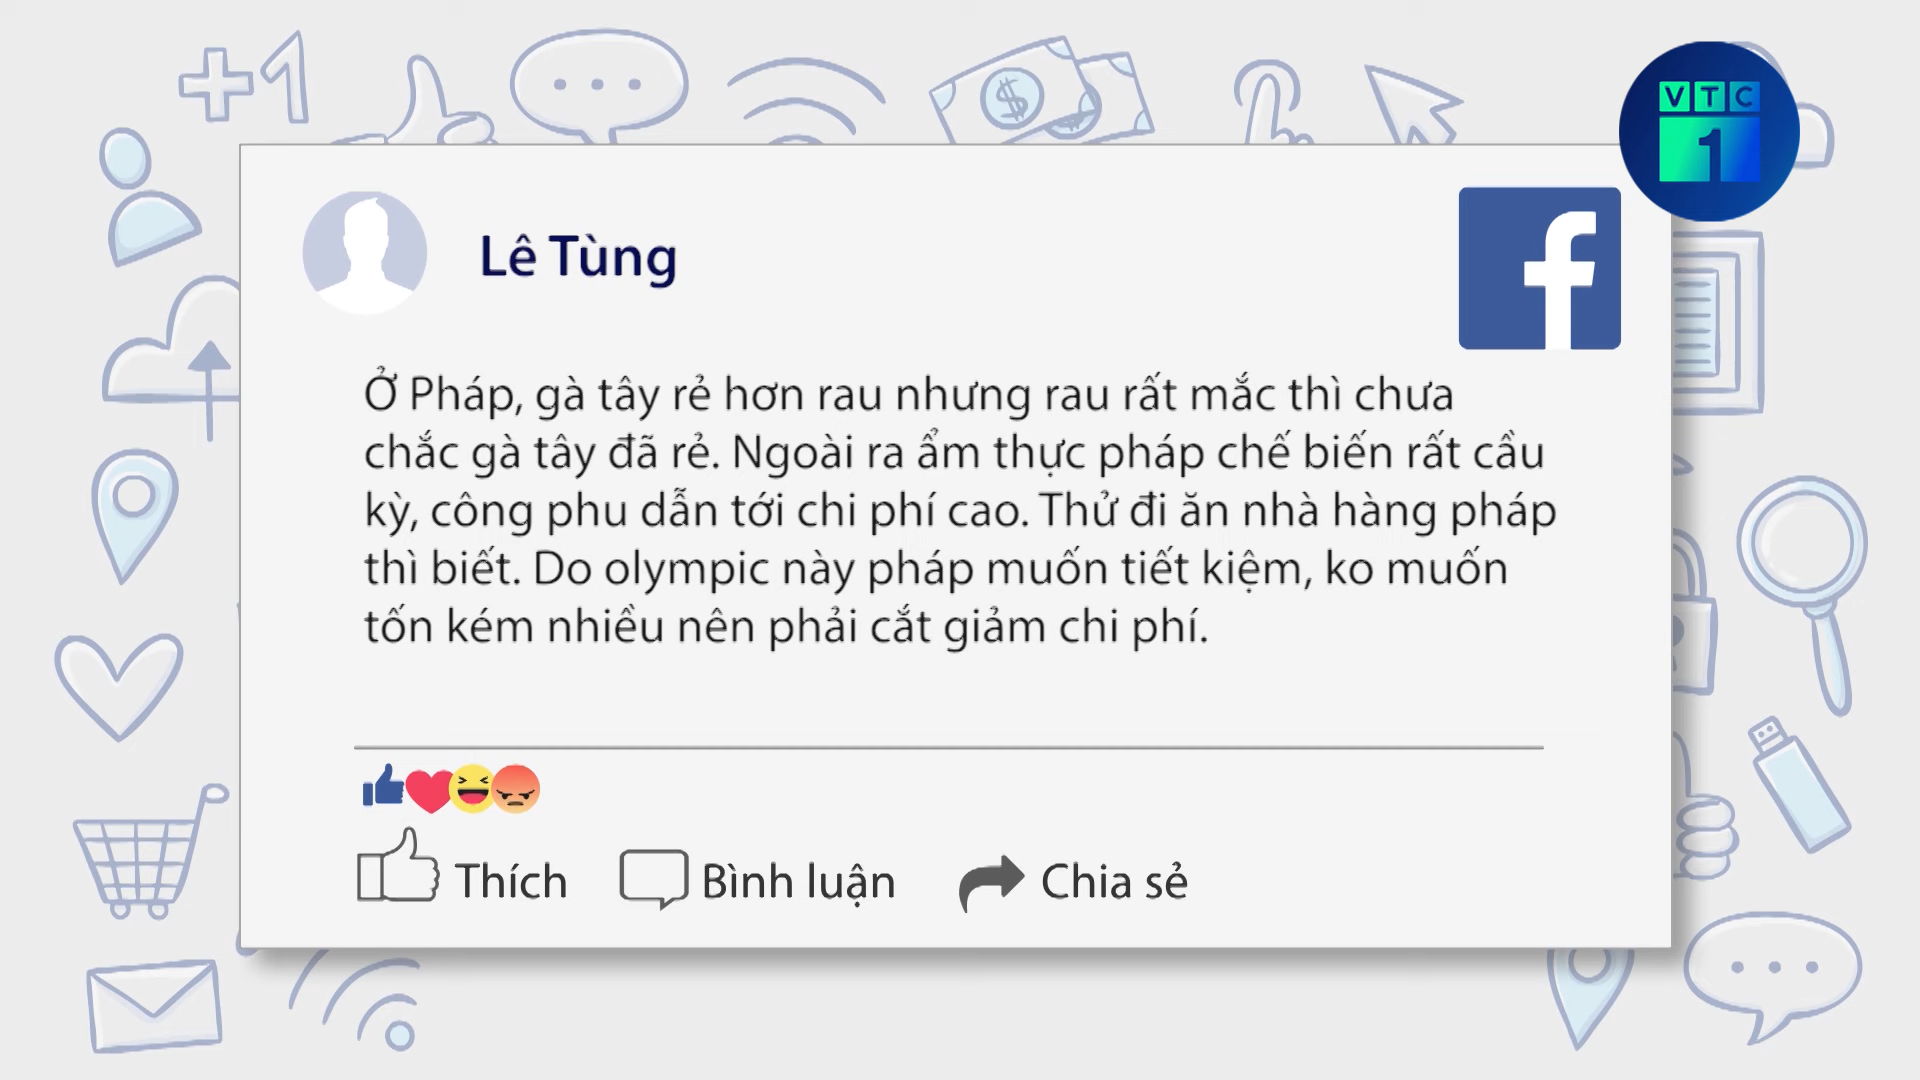 +1
VTC
1
Lê Tùng
f
Ở Pháp, gà tây rẻ hơn rau nhưng rau rất mắc thì chưa
chắc gà tây đã rẻ. Ngoài ra ẩm thực pháp chế biến rất cầu
kỳ, công phu dẫn tới chi phí cao. Thử đi ăn nhà hàng pháp
thì biết. Do olympic này pháp muốn tiết kiệm, ko muốn
tốn kém nhiều nên phải cắt giảm chi phí.
Thích Bình luận Chia sẻ